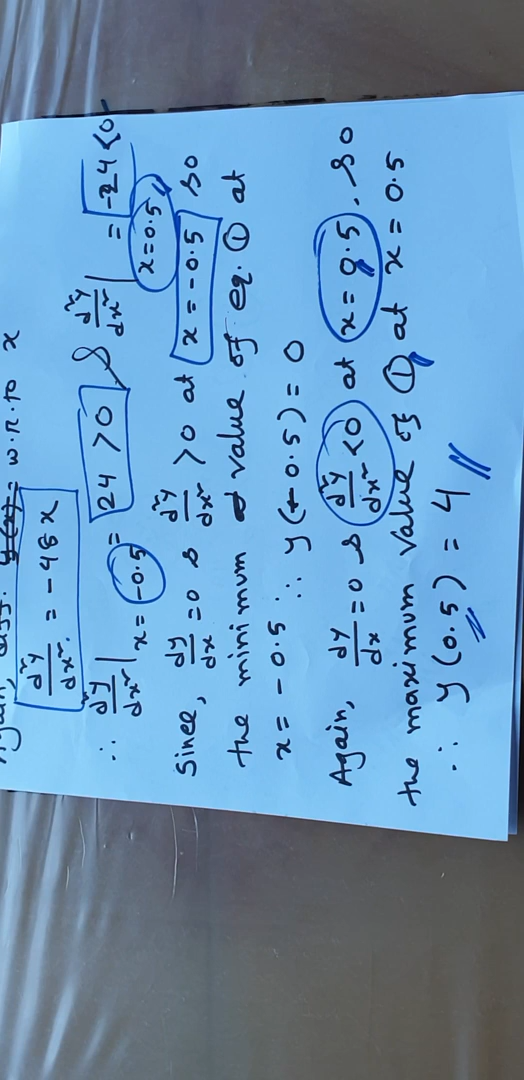 Again, diff. w.r.to x
d²y/dx² = -48x
∴ d²y/dx² | x = -0.5 = 24 > 0 & d²y/dx² | x = 0.5 = -24 < 0
Since, dy/dx = 0 & d²y/dx² > 0 at x = -0.5 so
the minimum value of eq. ① at
x = -0.5 ∴ y(-0.5) = 0
Again, dy/dx = 0 & d²y/dx² < 0 at x = 0.5, so
the maximum value of ① at x = 0.5
∴ y(0.5) = 4